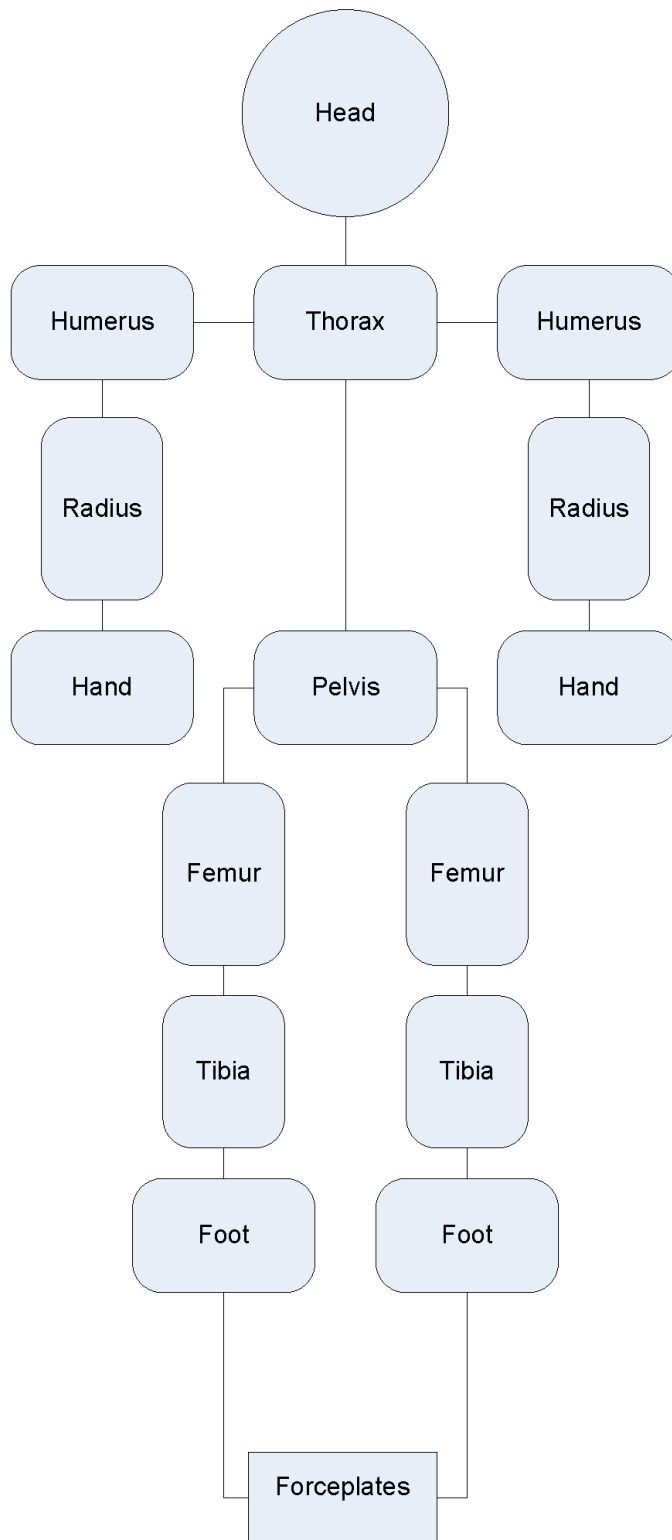 Head
Humerus Thorax Humerus
Radius Radius
Hand Pelvis Hand
Femur Femur
Tibia Tibia
Foot Foot
Forceplates